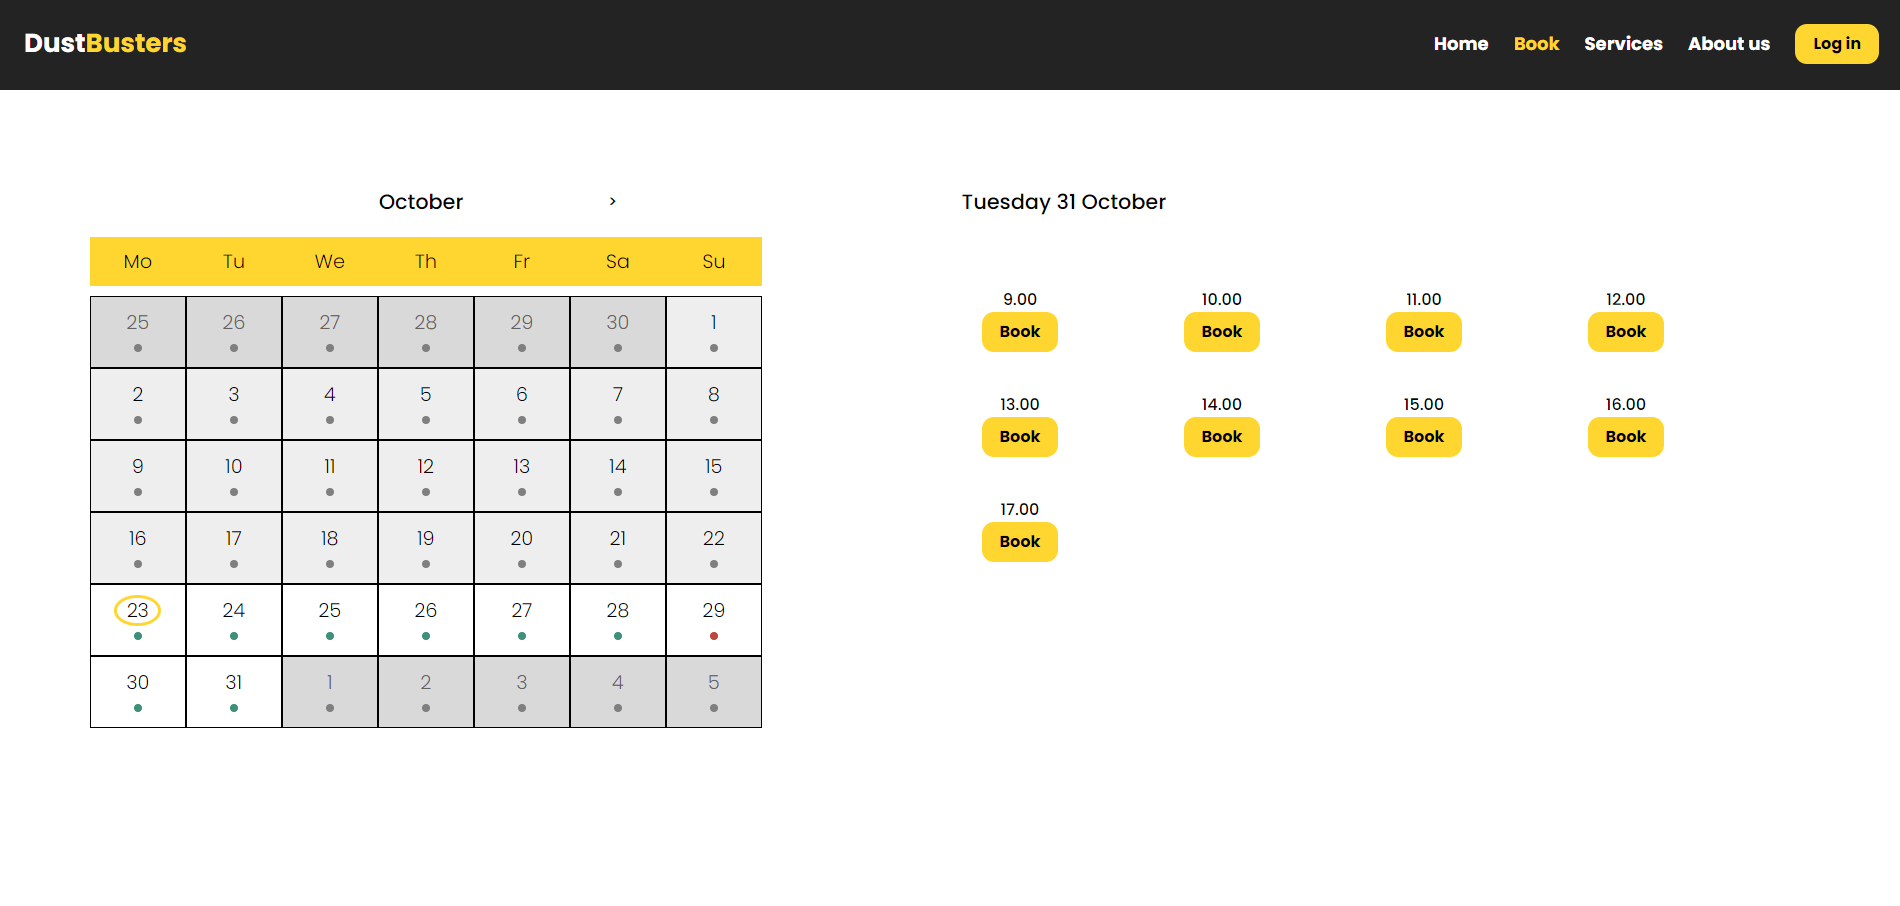 DustBusters
Home Book Services About us Log in
October >
Mo Tu We Th Fr Sa Su
25 26 27 28 29 30 1
2 3 4 5 6 7 8
9 10 11 12 13 14 15
16 17 18 19 20 21 22
23 24 25 26 27 28 29
30 31 1 2 3 4 5
Tuesday 31 October
9.00 10.00 11.00 12.00
Book Book Book Book
13.00 14.00 15.00 16.00
Book Book Book Book
17.00
Book